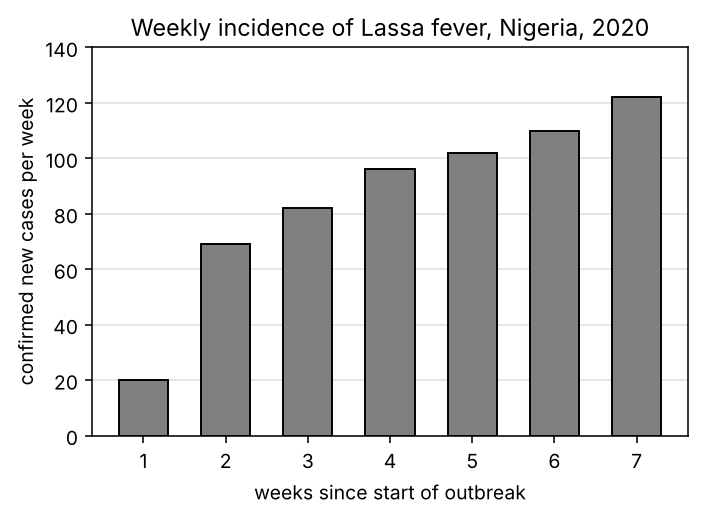 Weekly incidence of Lassa fever, Nigeria, 2020
confirmed new cases per week
140
120
100
80
60
40
20
0
1 2 3 4 5 6 7
weeks since start of outbreak